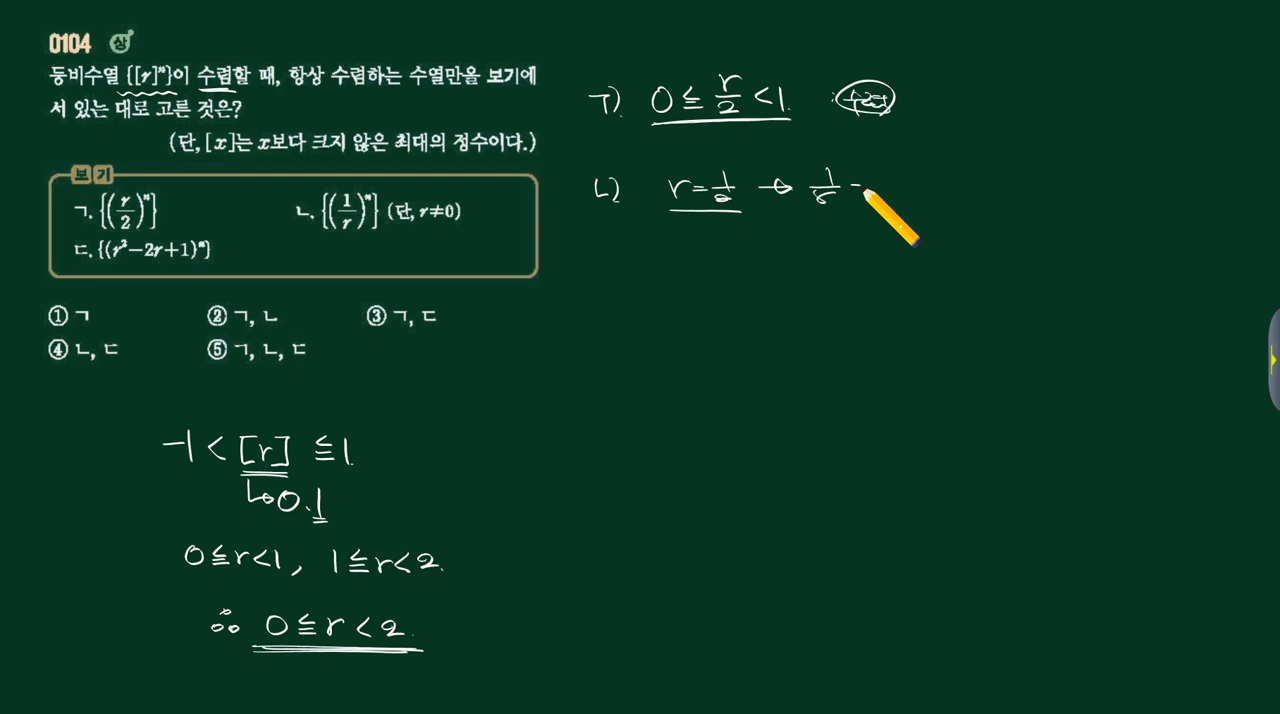 0104 상
등비수열 {[r]ⁿ}이 수렴할 때, 항상 수렴하는 수열만을 보기에
서 있는 대로 고른 것은?
(단, [x]는 x보다 크지 않은 최대의 정수이다.)
보기
ㄱ. {(r/2)ⁿ} ㄴ. {(1/r)ⁿ} (단, r≠0)
ㄷ. {(r²−2r+1)ⁿ}
① ㄱ ② ㄱ, ㄴ ③ ㄱ, ㄷ
④ ㄴ, ㄷ ⑤ ㄱ, ㄴ, ㄷ
-1 < [r] ≦ 1.
↳ 0. 1
0≦r<1, 1≦r<2.
∴ 0≦r<2.
ㄱ) 0 ≦ r/2 < 1. :수렴
ㄴ) r=1/2 → 1/r